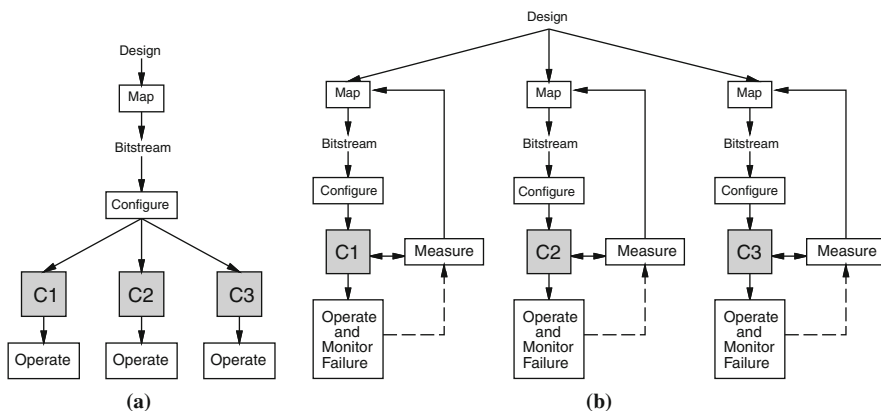 Design
Map
Bitstream
Configure
C1
C2
C3
Operate
Operate
Operate
(a)
Design
Map
Map
Map
Bitstream
Bitstream
Bitstream
Configure
Configure
Configure
C1
Measure
C2
Measure
C3
Measure
Operate
and
Monitor
Failure
Operate
and
Monitor
Failure
Operate
and
Monitor
Failure
(b)